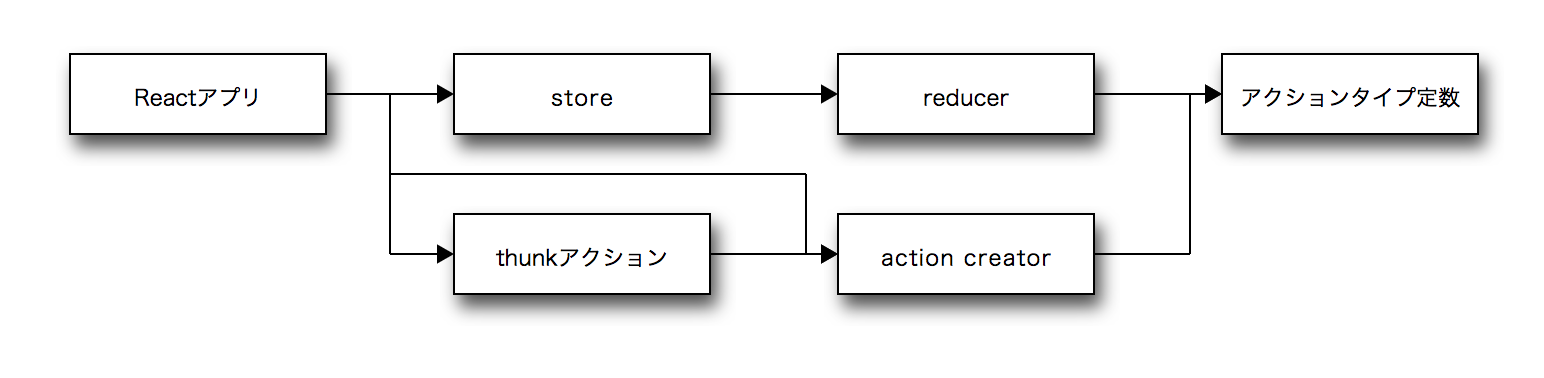 Reactアプリ
store
reducer
アクションタイプ定数
thunkアクション
action creator